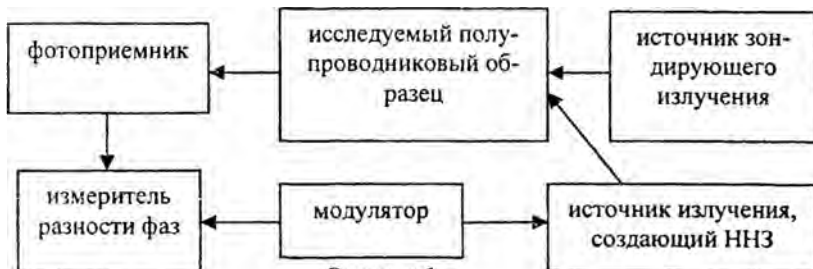 фотоприемник
исследуемый полу-
проводниковый об-
разец
источник зон-
дирующего
излучения
измеритель
разности фаз
модулятор
источник излучения,
создающий ННЗ